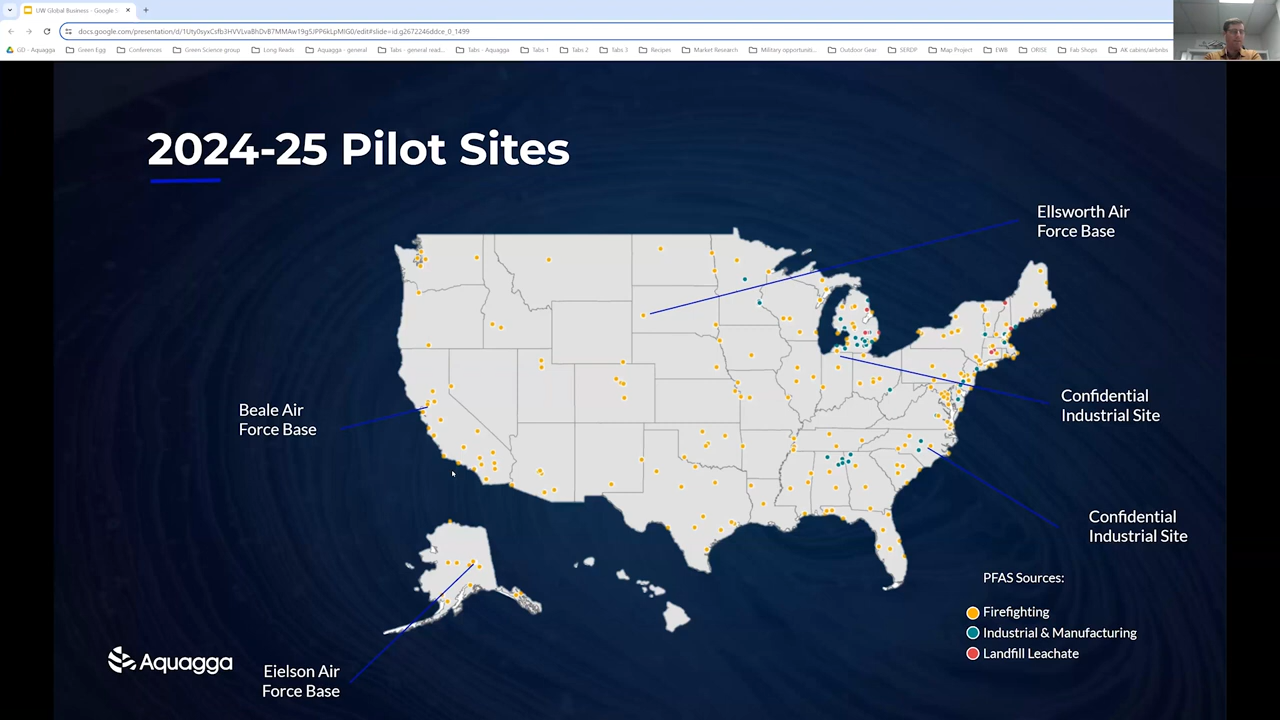 UW Global Business - Google S
docs.google.com/presentation/d/1Uty0syxCsfb3HVVLvaBhDvB7MMAw19g5JPP6kLpMIG0/edit#slide=id.g2672246ddce_0_1499
GD - Aquagga
Green Egg
Conferences
Green Science group
Long Reads
Aquagga - general
Tabs - general read...
Tabs - Aquagga
Tabs 1
Tabs 2
Tabs 3
Recipes
Market Research
Military opportuniti...
Outdoor Gear
SERDP
Map Project
EWB
ORISE
Fab Shops
AK cabins/airbnbs
2024-25 Pilot Sites
Ellsworth Air
Force Base
Beale Air
Force Base
Confidential
Industrial Site
Confidential
Industrial Site
Eielson Air
Force Base
PFAS Sources:
Firefighting
Industrial & Manufacturing
Landfill Leachate
Aquagga